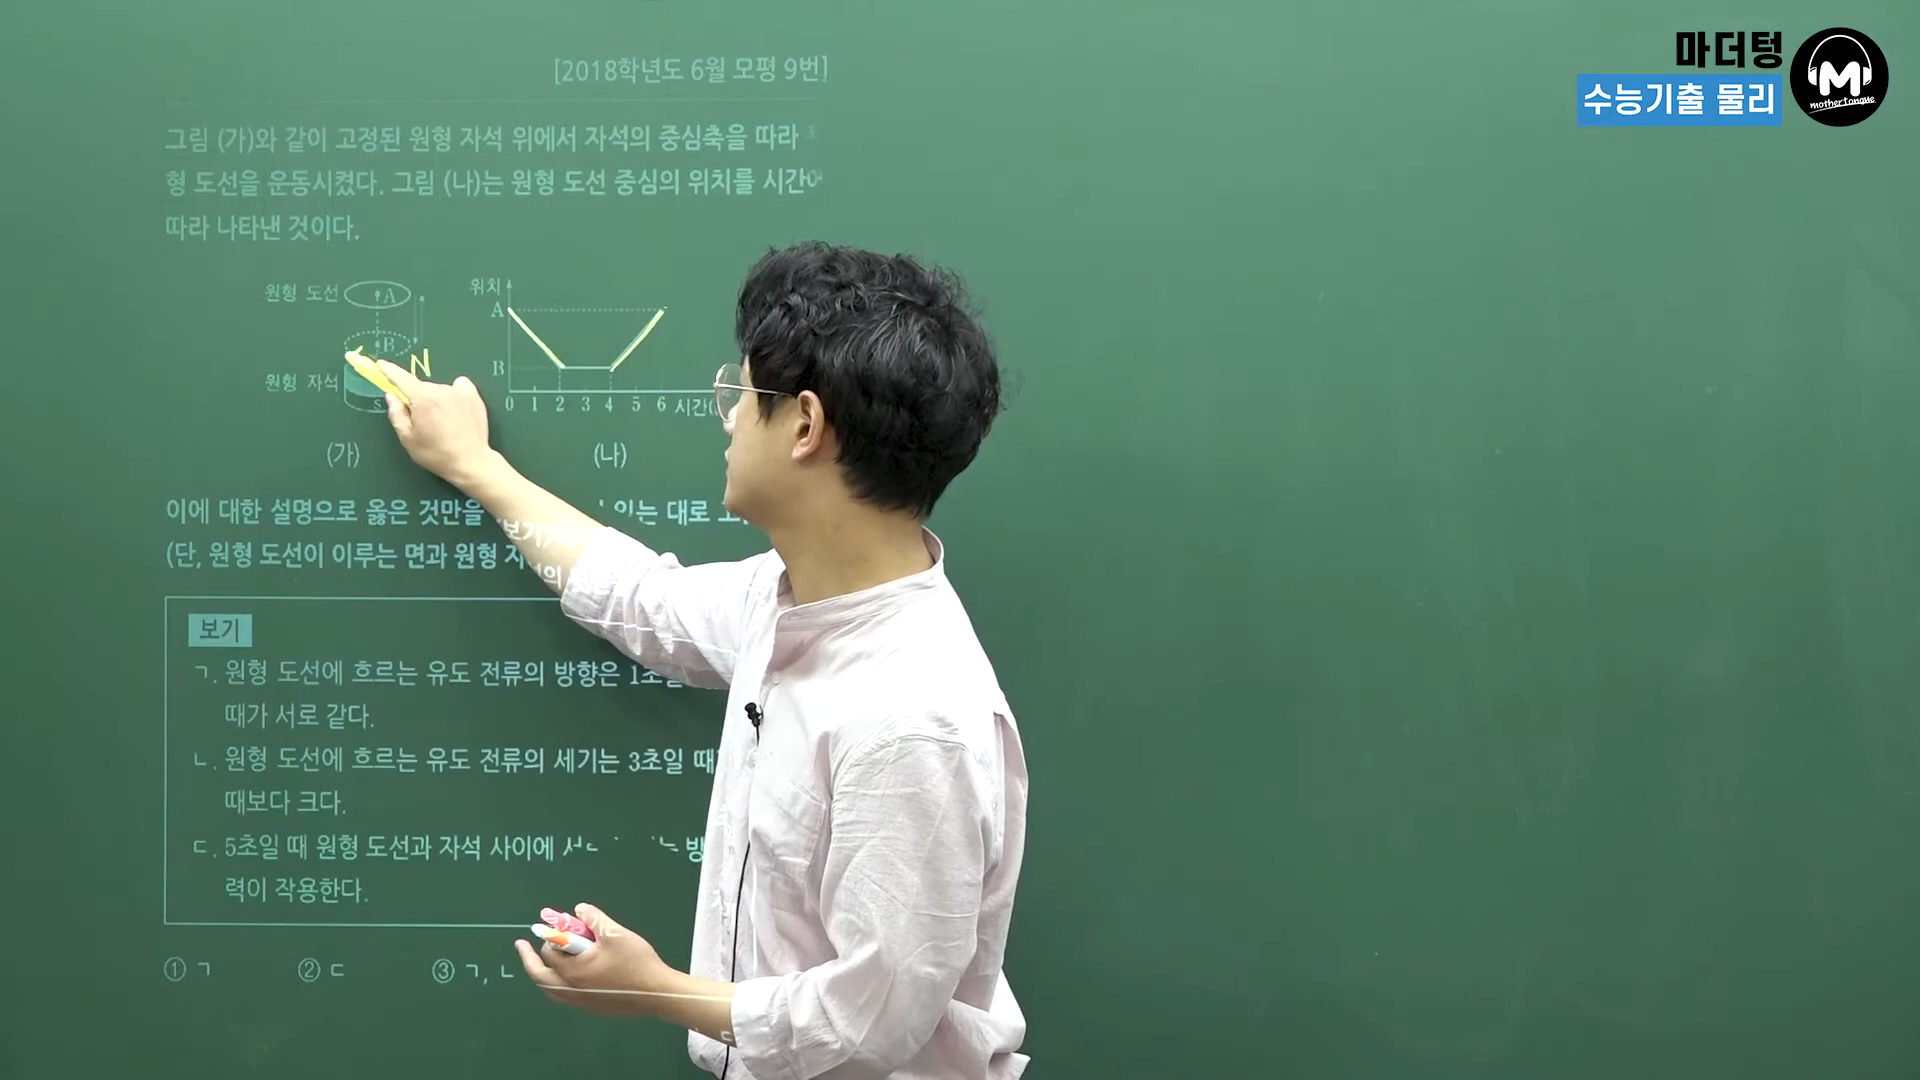 마더텅
수능기출 물리
M
mothertongue
[2018학년도 6월 모평 9번]
그림 (가)와 같이 고정된 원형 자석 위에서 자석의 중심축을 따라
형 도선을 운동시켰다. 그림 (나)는 원형 도선 중심의 위치를 시간에
따라 나타낸 것이다.
원형 도선 A
B
N
원형 자석
S
(가)
위치
A
B
0 1 2 3 4 5 6 시간(
(나)
이에 대한 설명으로 옳은 것만을 <보기> 있는 대로
(단, 원형 도선이 이루는 면과 원형 자석의
보기
ㄱ. 원형 도선에 흐르는 유도 전류의 방향은 1초일
때가 서로 같다.
ㄴ. 원형 도선에 흐르는 유도 전류의 세기는 3초일 때
때보다 크다.
ㄷ. 5초일 때 원형 도선과 자석 사이에
력이 작용한다.
① ㄱ ② ㄷ ③ ㄱ, ㄴ